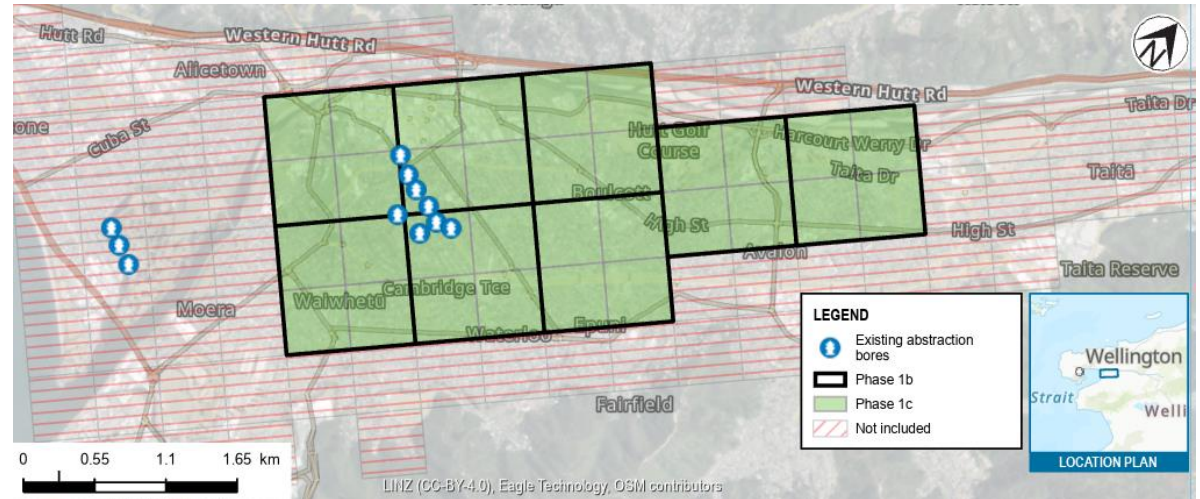 Hutt Rd
Western Hutt Rd
Alicetown
Western Hutt Rd
Taita Dr
one
Cuba St
Hutt Golf
Course
Harcourt Werry Dr
Taita Dr
Taitā
Boulcott
High St
High St
Avalon
Taita Reserve
Moera
Waiwhetū
Cambridge Tce
Waterloo
Epuni
Fairfield
LEGEND
Existing abstraction
bores
Phase 1b
Phase 1c
Not included
Wellington
Strait
Welli
LOCATION PLAN
0 0.55 1.1 1.65 km
LINZ (CC-BY-4.0), Eagle Technology, OSM contributors